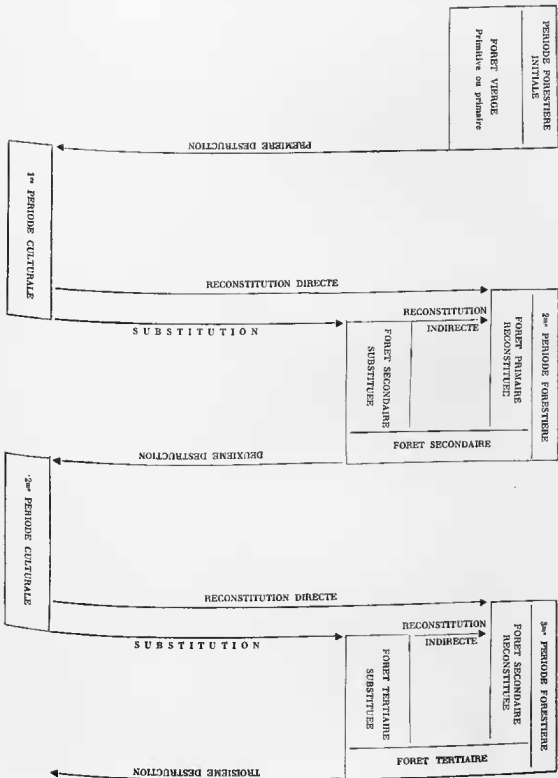 PERIODE FORESTIERE
INITIALE
FORET VIERGE
Primitive ou primaire
PREMIERE DESTRUCTION
1re PERIODE CULTURALE
RECONSTITUTION DIRECTE
SUBSTITUTION
RECONSTITUTION
INDIRECTE
2me PERIODE FORESTIERE
FORET PRIMAIRE
RECONSTITUEE
FORET SECONDAIRE
SUBSTITUEE
FORET SECONDAIRE
DEUXIEME DESTRUCTION
2me PERIODE CULTURALE
RECONSTITUTION DIRECTE
SUBSTITUTION
RECONSTITUTION
INDIRECTE
3me PERIODE FORESTIERE
FORET SECONDAIRE
RECONSTITUEE
FORET TERTIAIRE
SUBSTITUEE
FORET TERTIAIRE
TROISIEME DESTRUCTION